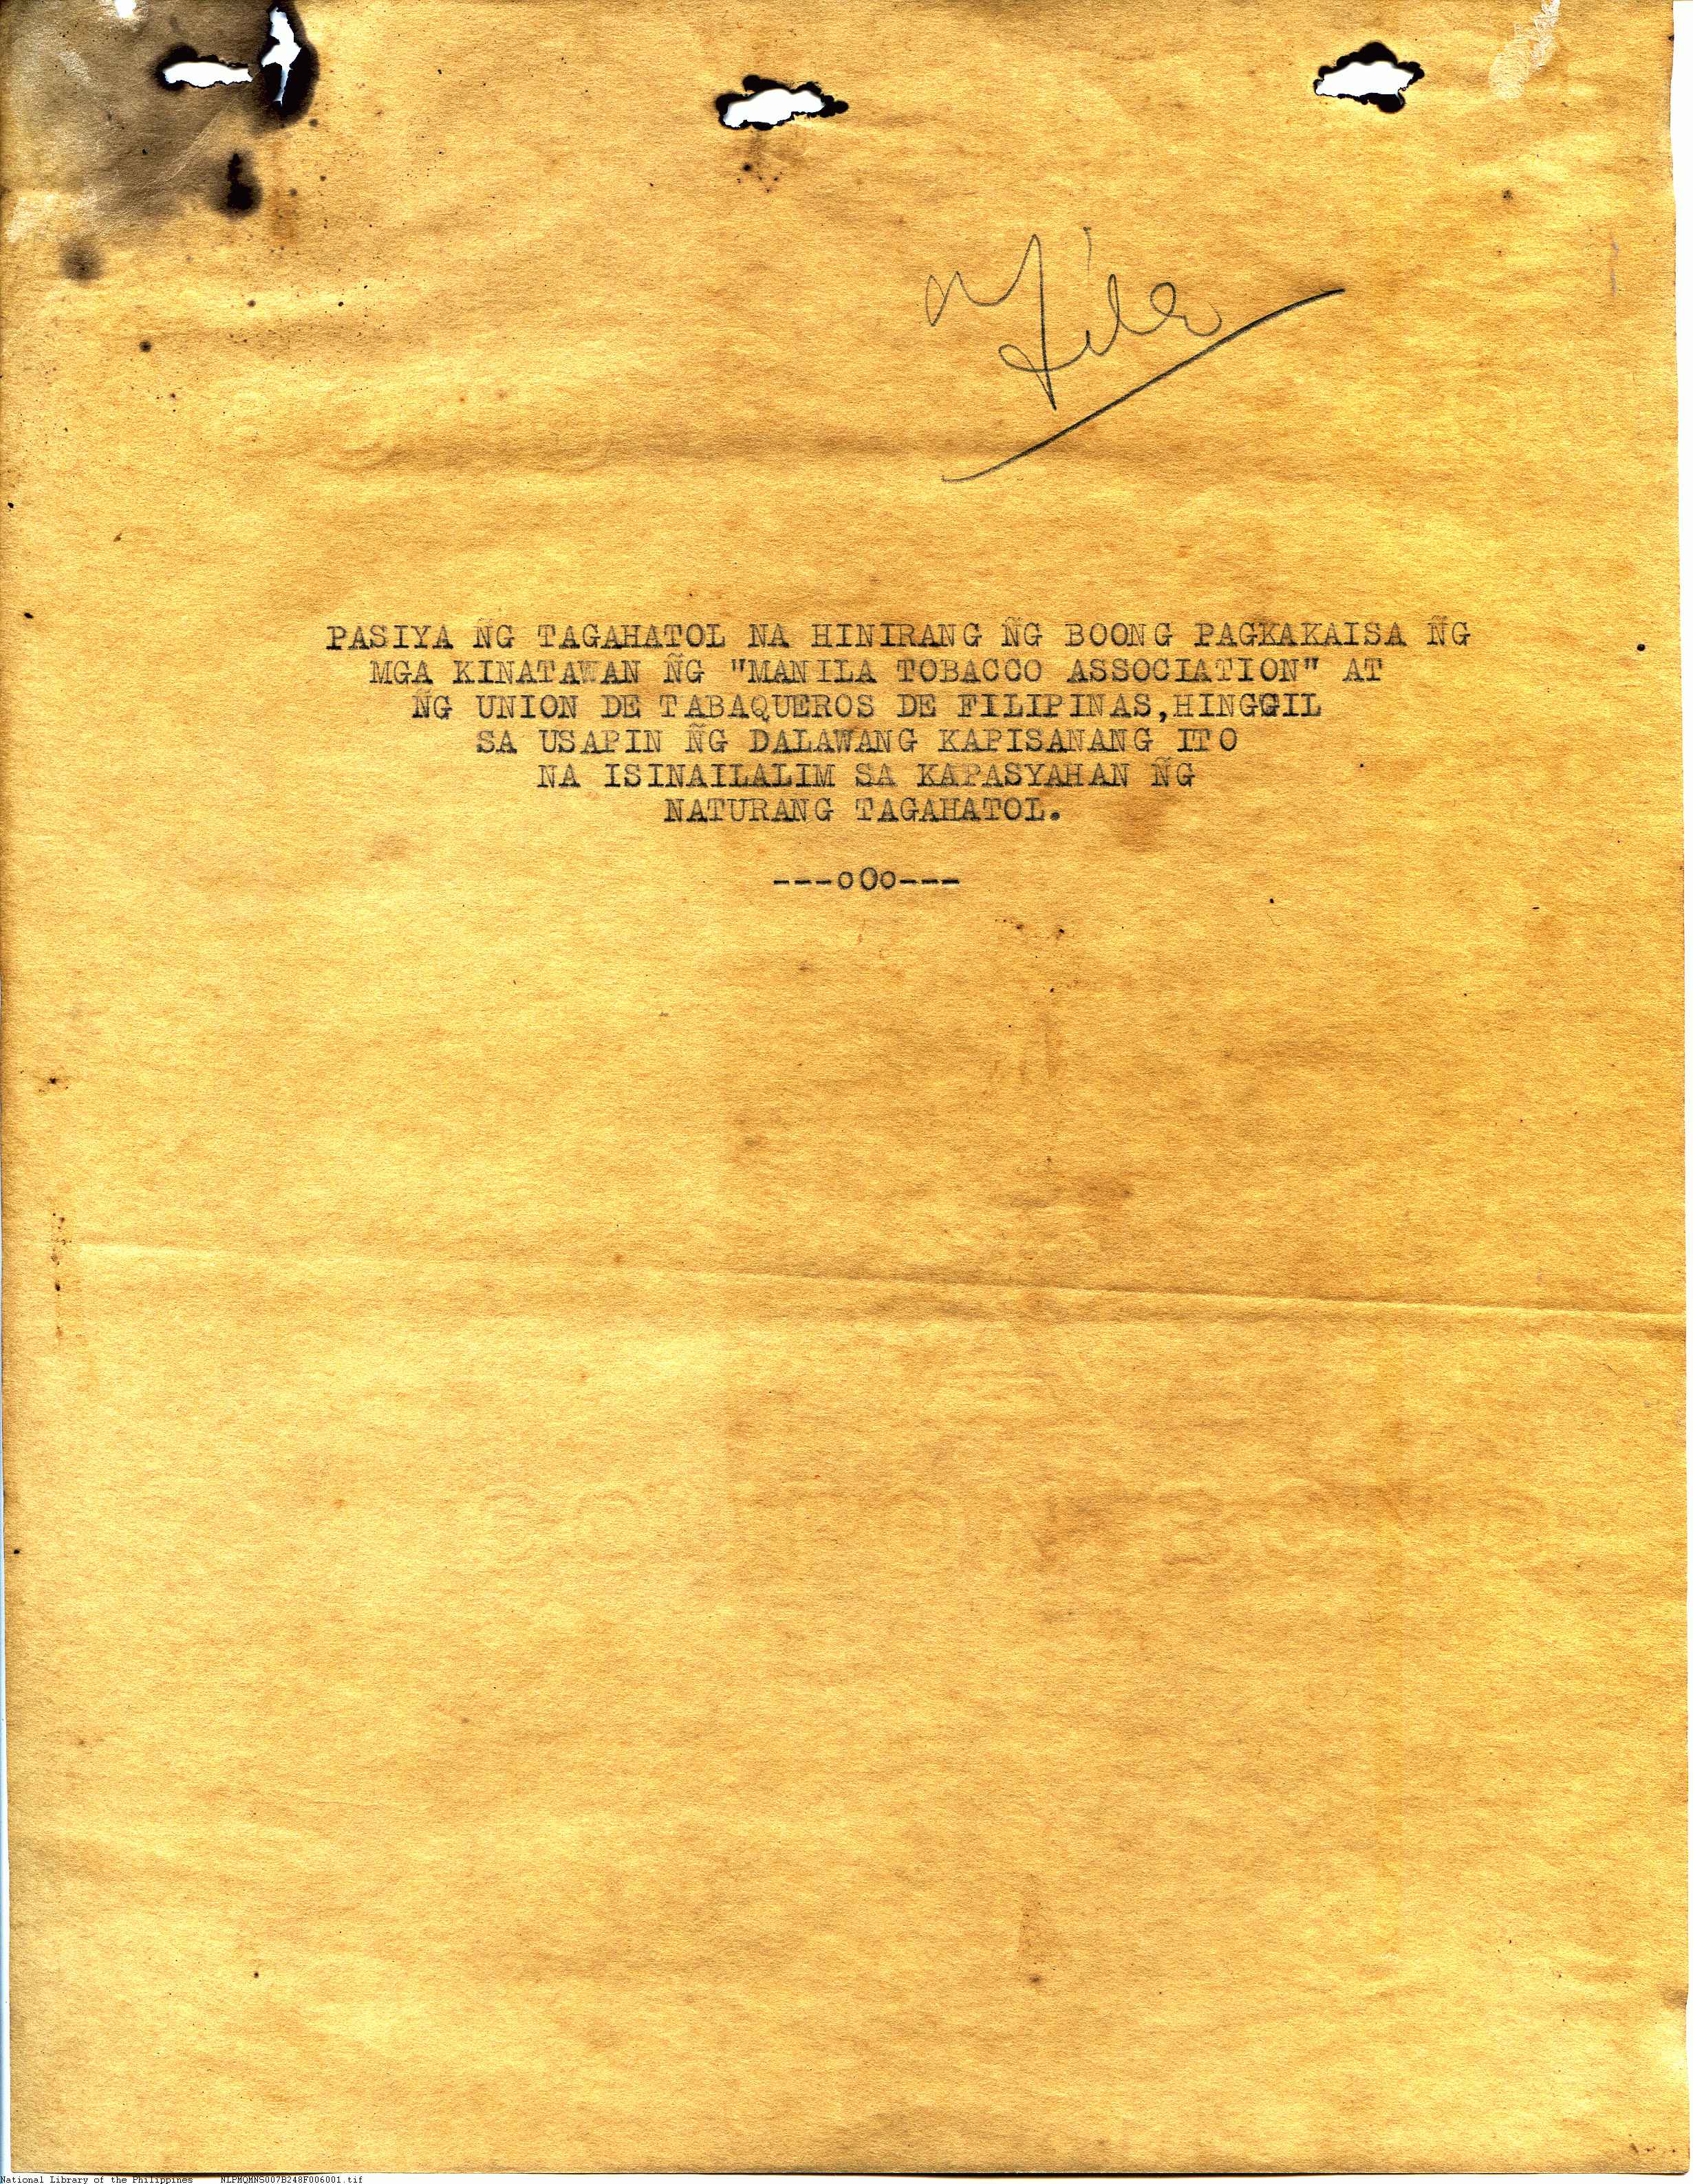 File
PASIYA ÑG TAGAHATOL NA HINIRANG ÑG BOONG PAGKAKAISA ÑG
MGA KINATAWAN ÑG "MANILA TOBACCO ASSOCIATION" AT
ÑG UNION DE TABAQUEROS DE FILIPINAS,HINGGIL
SA USAPIN ÑG DALAWANG KAPISANANG ITO
NA ISINAILALIM SA KAPASYAHAN ÑG
NATURANG TAGAHATOL.
---oOo---
National Library of the Philippines NLPMQMNS007B248F006001.tif